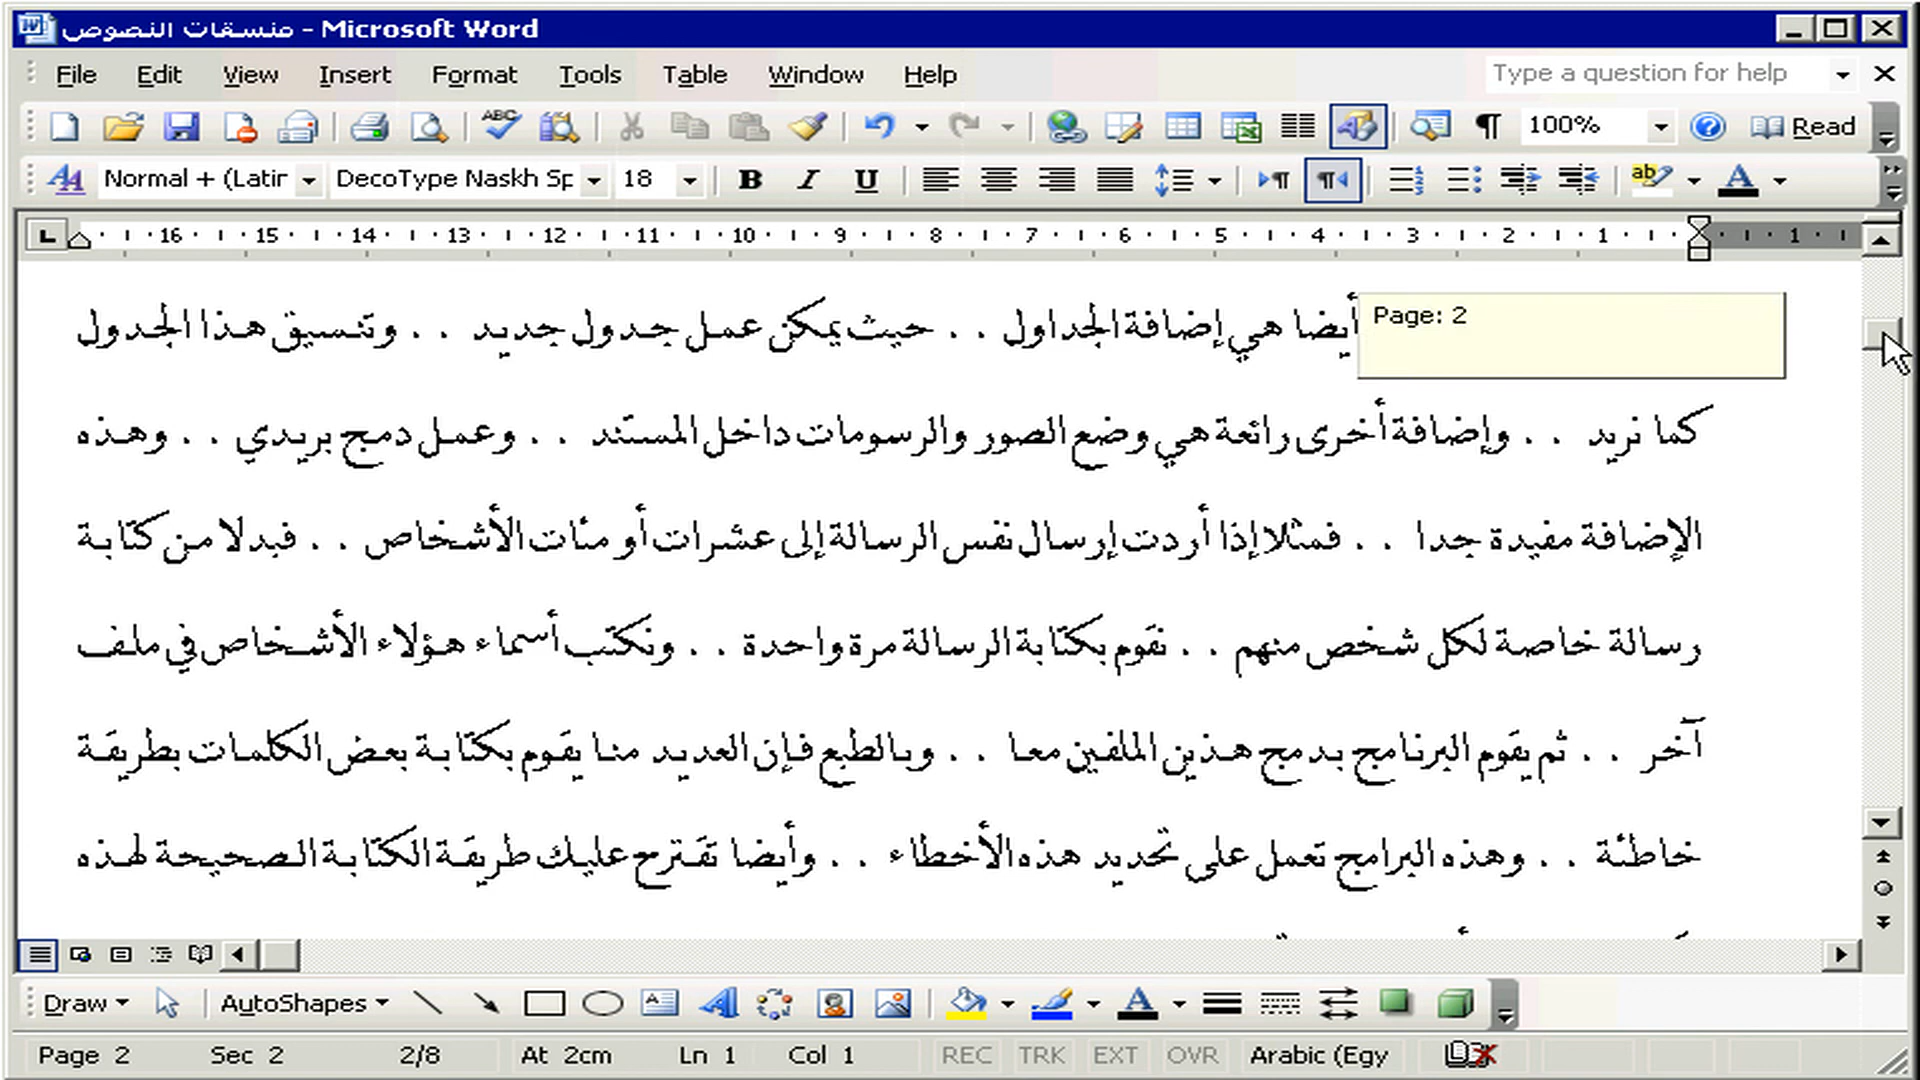 منسقات النصوص - Microsoft Word
File Edit View Insert Format Tools Table Window Help Type a question for help
100% Read
Normal + (Latir DecoType Naskh Sp 18 B I U
16 15 14 13 12 11 10 9 8 7 6 5 4 3 2 1 1
Page: 2
أيضا هي إضافة الجداول . . حيث يمكن عمل جدول جديد . . وتنسيق هذا الجدول
كما نريد . . وإضافة أخرى رائعة هي وضع الصور والرسومات داخل المستند . . وعمل دمج بريدي . . وهذه
الإضافة مفيدة جدا . . فمثلا إذا أردت إرسال نفس الرسالة إلى عشرات أو مئات الأشخاص . . فبدلا من كتابة
رسالة خاصة لكل شخص منهم . . نقوم بكتابة الرسالة مرة واحدة . . ونكتب أسماء هؤلاء الأشخاص في ملف
آخر . . ثم يقوم البرنامج بدمج هذين الملفين معا . . وبالطبع فإن العديد منا يقوم بكتابة بعض الكلمات بطريقة
خاطئة . . وهذه البرامج تعمل على تحديد هذه الأخطاء . . وأيضا تقترح عليك طريقة الكتابة الصحيحة لهذه
Draw AutoShapes
Page 2 Sec 2 2/8 At 2cm Ln 1 Col 1 REC TRK EXT OVR Arabic (Egy